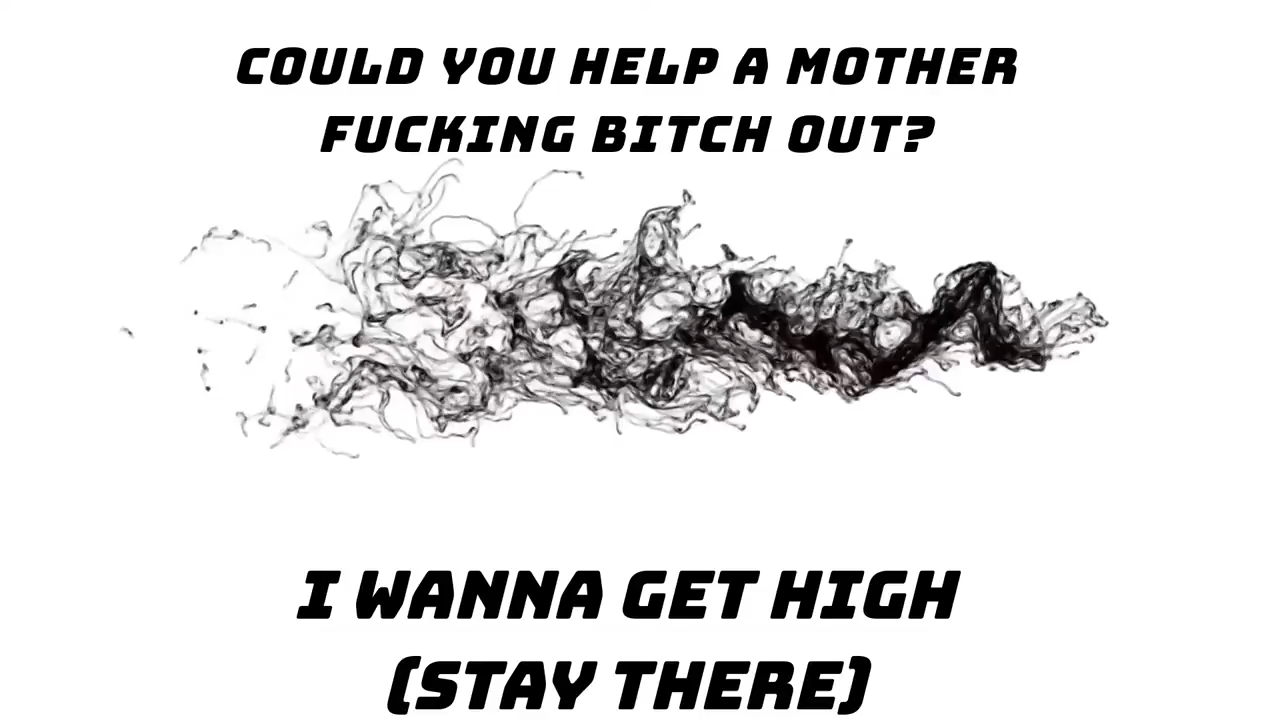 COULD YOU HELP A MOTHER
FUCKING BITCH OUT?
I WANNA GET HIGH
(STAY THERE)